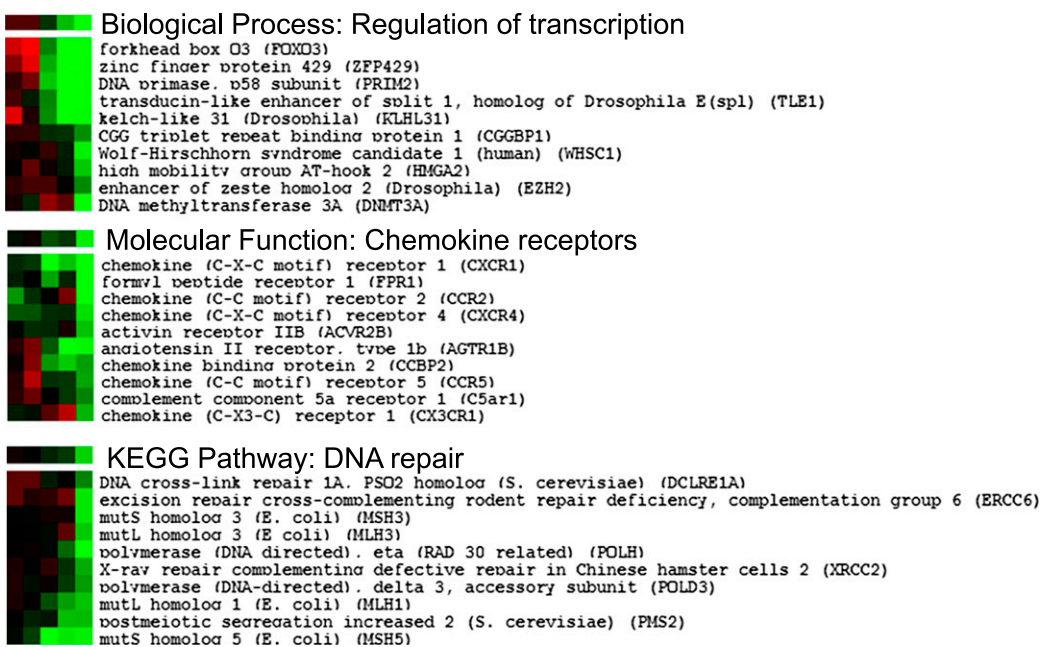 Biological Process: Regulation of transcription
forkhead box O3 (FOXO3)
zinc finger protein 429 (ZFP429)
DNA primase, p58 subunit (PRIM2)
transducin-like enhancer of split 1, homolog of Drosophila E(spl) (TLE1)
kelch-like 31 (Drosophila) (KLHL31)
CGG triplet repeat binding protein 1 (CGGBP1)
Wolf-Hirschhorn syndrome candidate 1 (human) (WHSC1)
high mobility group AT-hook 2 (HMGA2)
enhancer of zeste homolog 2 (Drosophila) (EZH2)
DNA methyltransferase 3A (DNMT3A)
Molecular Function: Chemokine receptors
chemokine (C-X-C motif) receptor 1 (CXCR1)
formyl peptide receptor 1 (FPR1)
chemokine (C-C motif) receptor 2 (CCR2)
chemokine (C-X-C motif) receptor 4 (CXCR4)
activin receptor IIB (ACVR2B)
angiotensin II receptor, type 1b (AGTR1B)
chemokine binding protein 2 (CCBP2)
chemokine (C-C motif) receptor 5 (CCR5)
complement component 5a receptor 1 (C5ar1)
chemokine (C-X3-C) receptor 1 (CX3CR1)
KEGG Pathway: DNA repair
DNA cross-link repair 1A, PSO2 homolog (S. cerevisiae) (DCLRE1A)
excision repair cross-complementing rodent repair deficiency, complementation group 6 (ERCC6)
mutS homolog 3 (E. coli) (MSH3)
mutL homolog 3 (E coli) (MLH3)
polymerase (DNA directed), eta (RAD 30 related) (POLH)
X-ray repair complementing defective repair in Chinese hamster cells 2 (XRCC2)
polymerase (DNA-directed), delta 3, accessory subunit (POLD3)
mutL homolog 1 (E. coli) (MLH1)
postmeiotic segregation increased 2 (S. cerevisiae) (PMS2)
mutS homolog 5 (E. coli) (MSH5)